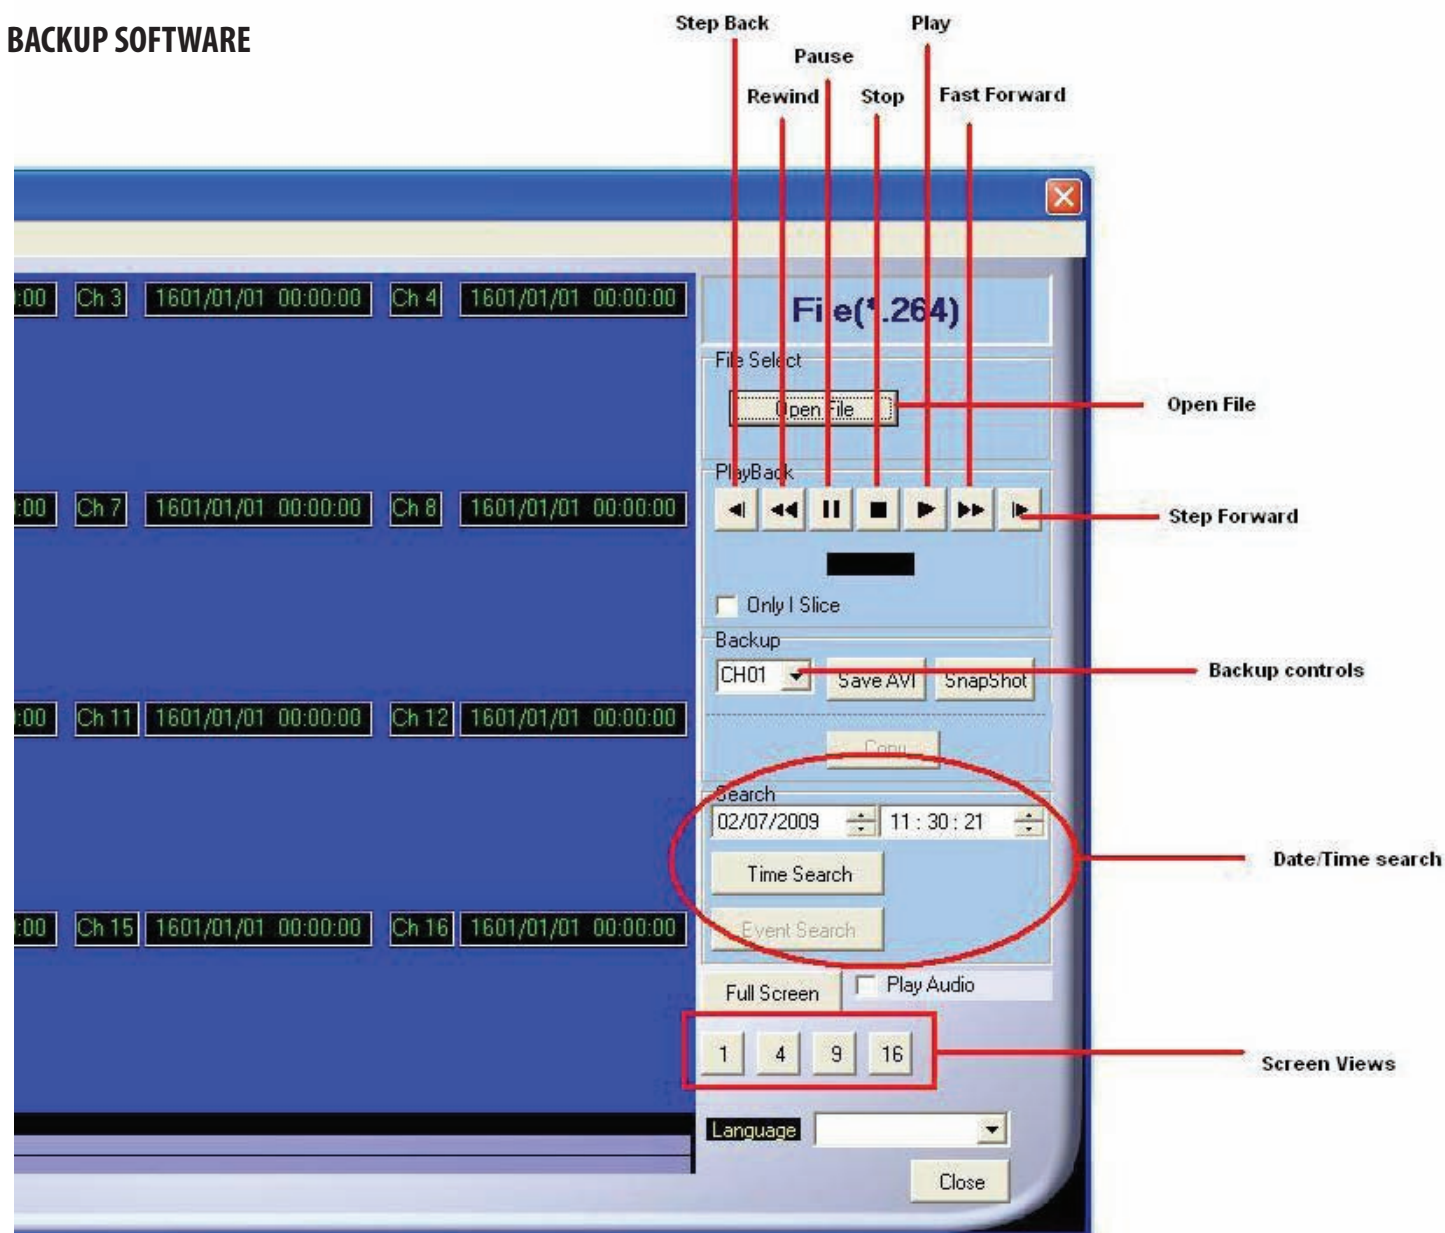 BACKUP SOFTWARE
Step Back
Play
Pause
Rewind
Stop
Fast Forward
:00 Ch 3 1601/01/01 00:00:00 Ch 4 1601/01/01 00:00:00
File(*.264)
File Select
Open File
Open File
PlayBack
:00 Ch 7 1601/01/01 00:00:00 Ch 8 1601/01/01 00:00:00
Step Forward
Only I Slice
Backup
CH01 Save AVI SnapShot
Backup controls
:00 Ch 11 1601/01/01 00:00:00 Ch 12 1601/01/01 00:00:00
Copy
Search
02/07/2009 11 : 30 : 21
Date/Time search
Time Search
:00 Ch 15 1601/01/01 00:00:00 Ch 16 1601/01/01 00:00:00
Event Search
Full Screen Play Audio
1 4 9 16
Screen Views
Language
Close